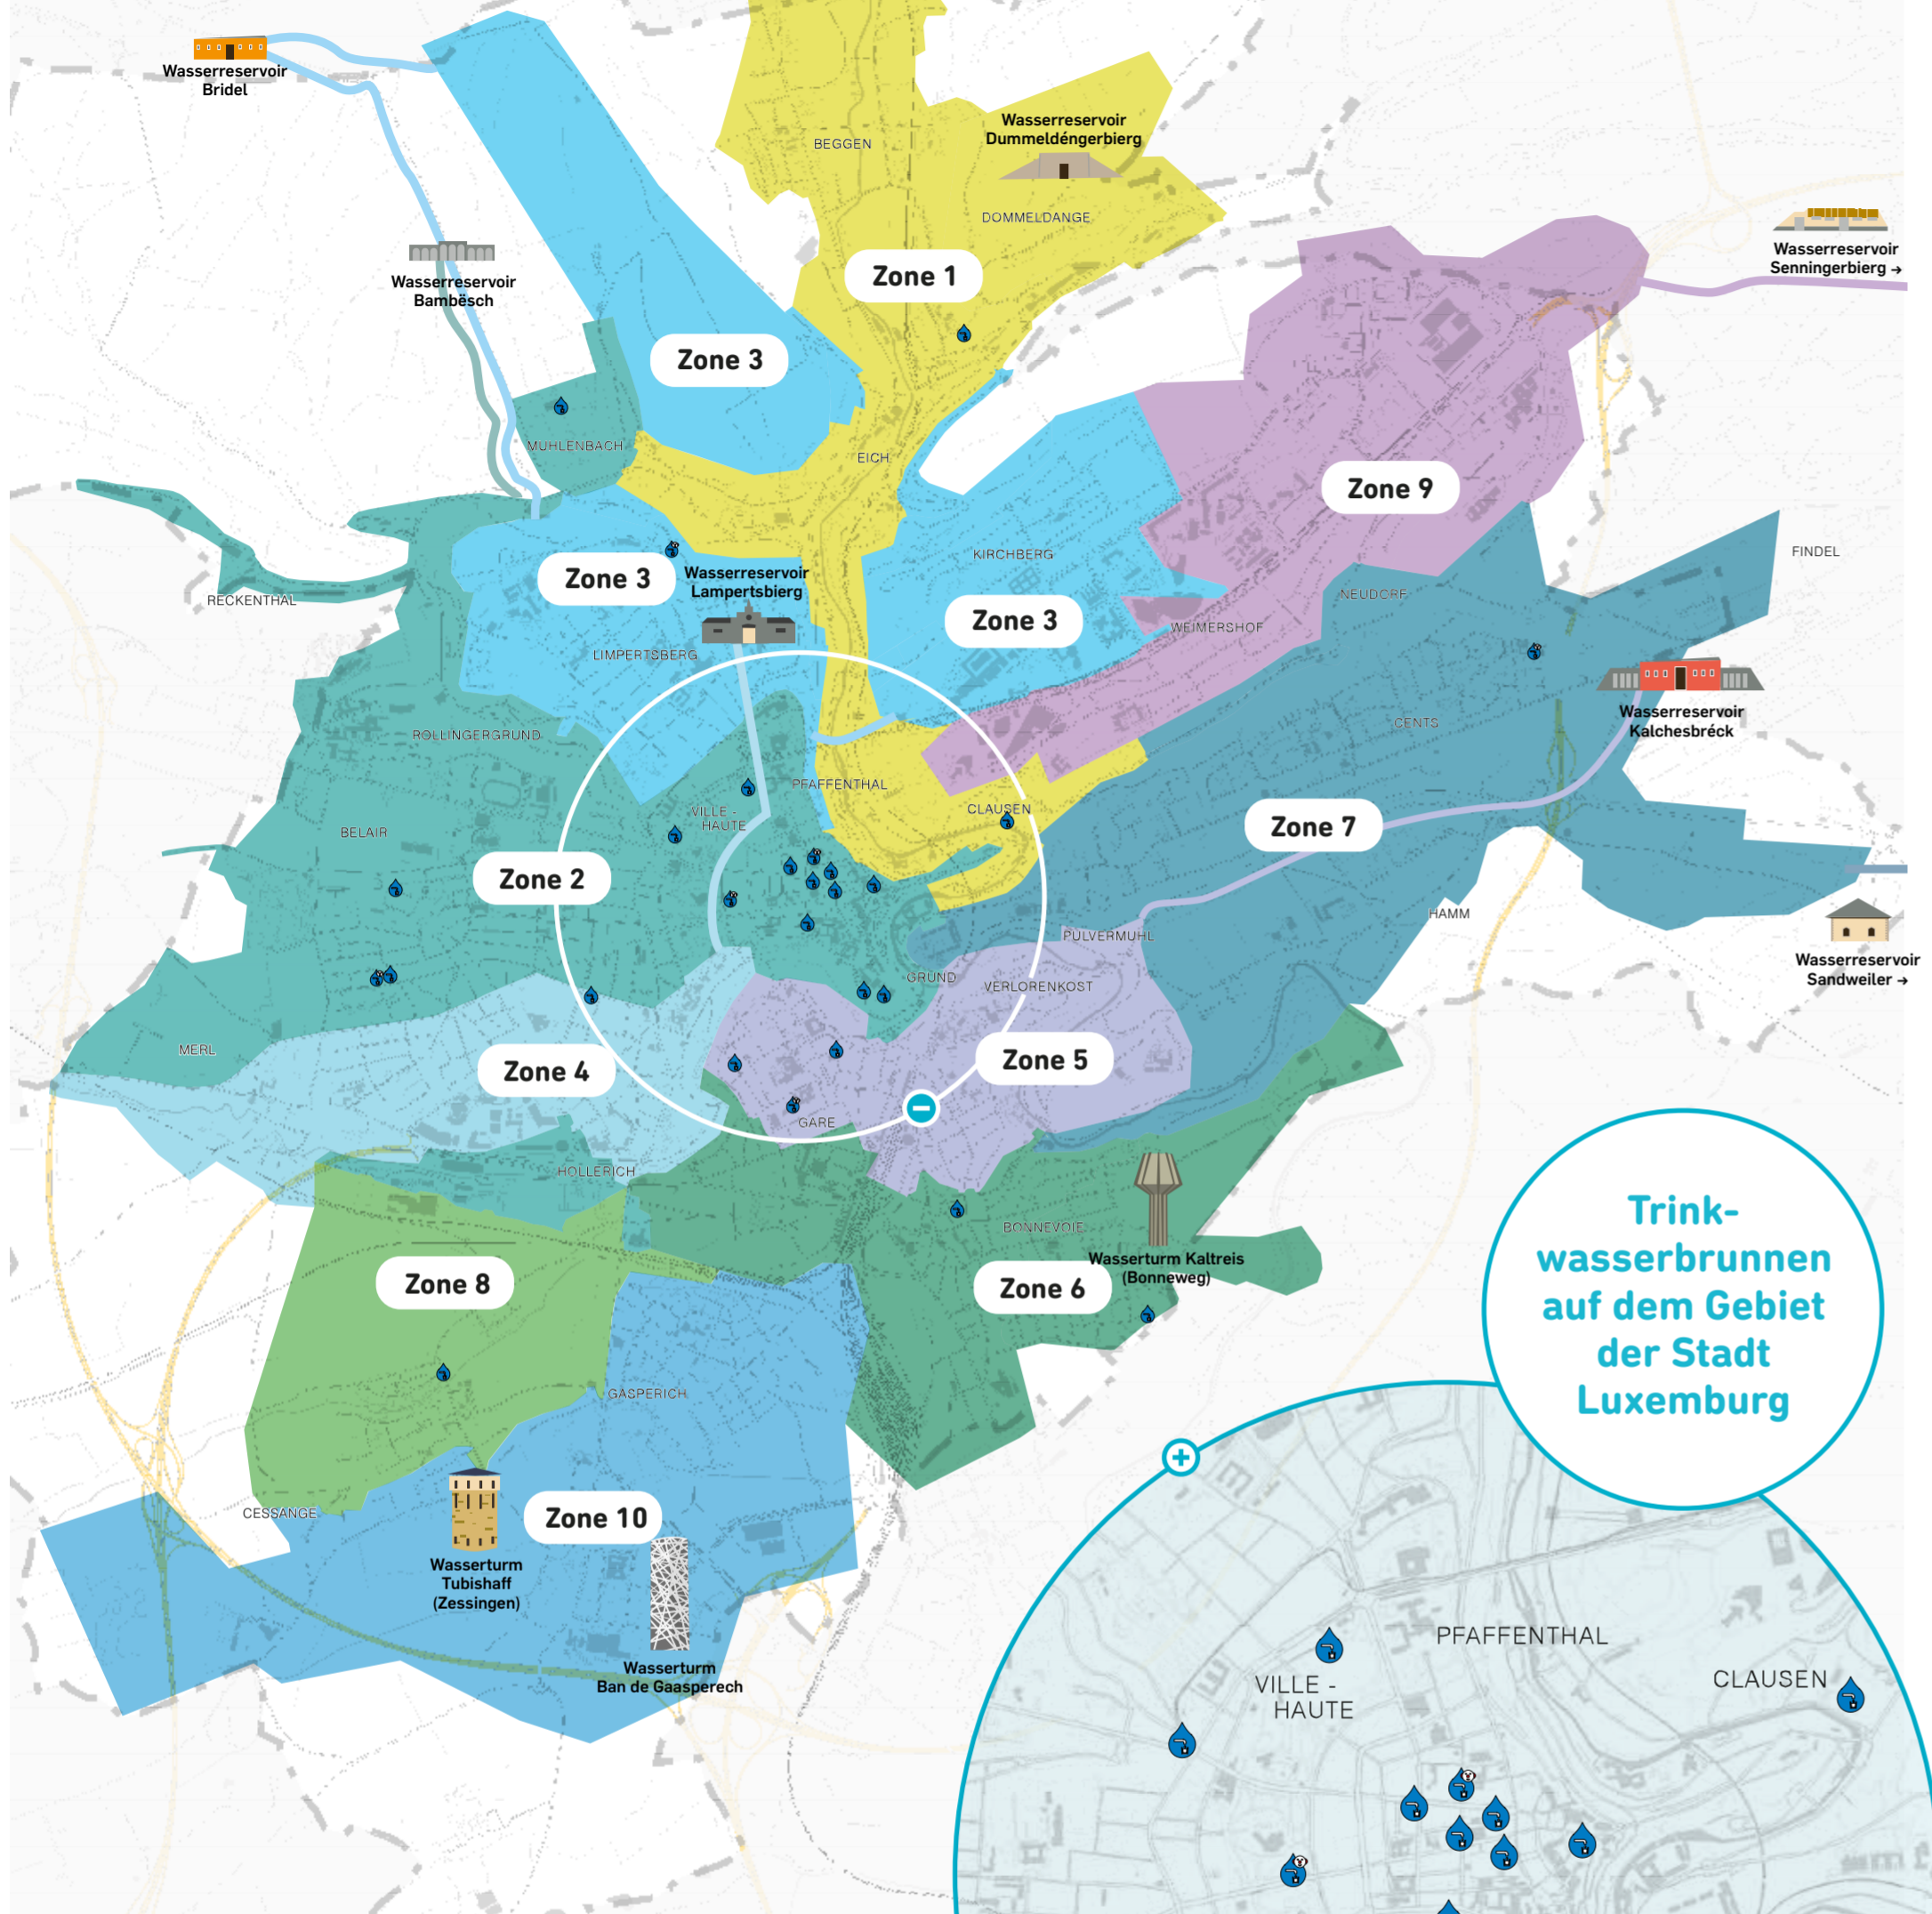 Wasserreservoir
Bridel
BEGGEN
Wasserreservoir
Dummeldéngerbierg
DOMMELDANGE
Zone 1
Wasserreservoir
Senningerbierg →
Wasserreservoir
Bambësch
Zone 3
MUHLENBACH
EICH
Zone 9
RECKENTHAL
Zone 3
Wasserreservoir
Lampertsbierg
KIRCHBERG
Zone 3
NEUDORF
FINDEL
WEIMERSHOF
LIMPERTSBERG
ROLLINGERGRUND
CENTS
Wasserreservoir
Kalchesbréck
PFAFFENTHAL
VILLE -
HAUTE
CLAUSEN
BELAIR
Zone 7
Zone 2
HAMM
PULVERMUHL
GRUND
VERLORENKOST
Wasserreservoir
Sandweiler →
MERL
Zone 4
Zone 5
GARE
HOLLERICH
BONNEVOIE
Wasserturm Kaltreis
(Bonneweg)
Zone 8
Zone 6
GASPERICH
CESSANGE
Zone 10
Wasserturm
Tubishaff
(Zessingen)
Wasserturm
Ban de Gaasperech
Trink-
wasserbrunnen
auf dem Gebiet
der Stadt
Luxemburg
PFAFFENTHAL
VILLE -
HAUTE
CLAUSEN